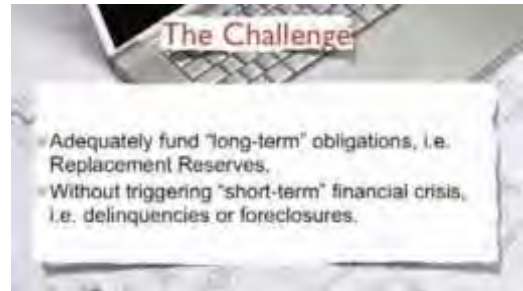 The Challenge
Adequately fund "long-term" obligations, i.e.
Replacement Reserves.
Without triggering "short-term" financial crisis,
i.e. delinquencies or foreclosures.